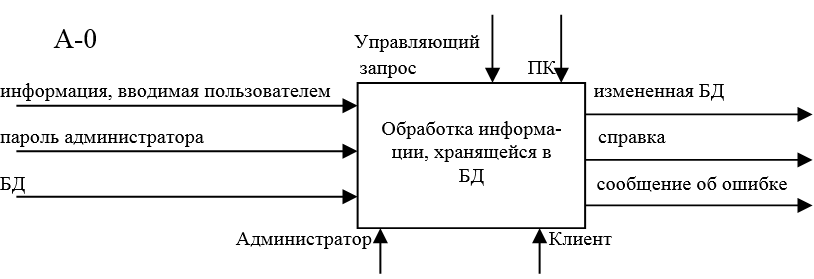 А-0
Управляющий
запрос
ПК
информация, вводимая пользователем
пароль администратора
БД
Обработка информа-
ции, хранящейся в
БД
измененная БД
справка
сообщение об ошибке
Администратор
Клиент